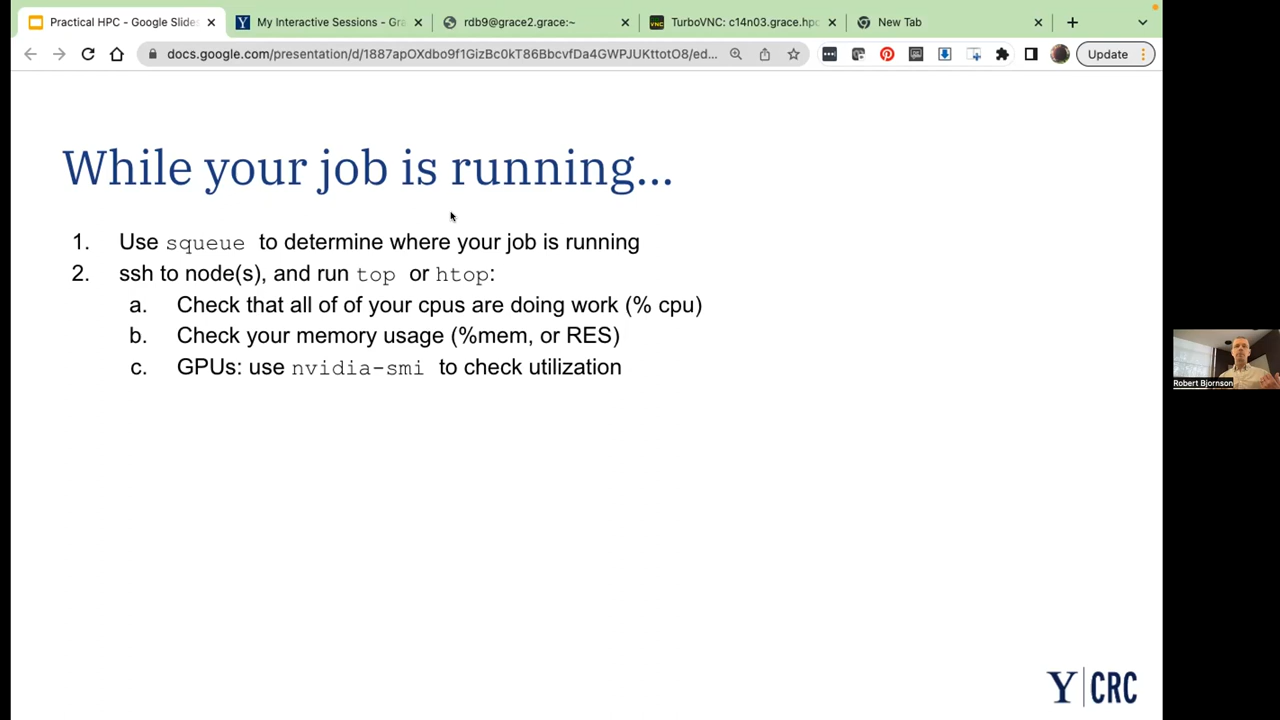 Practical HPC - Google Slides
My Interactive Sessions - Gra
rdb9@grace2.grace:~
TurboVNC: c14n03.grace.hpc
New Tab
docs.google.com/presentation/d/1887apOXdbo9f1GizBc0kT86BbcvfDa4GWPJUKttotO8/ed...
Update
While your job is running...
1. Use squeue to determine where your job is running
2. ssh to node(s), and run top or htop:
a. Check that all of of your cpus are doing work (% cpu)
b. Check your memory usage (%mem, or RES)
c. GPUs: use nvidia-smi to check utilization
Robert Bjornson
Y CRC